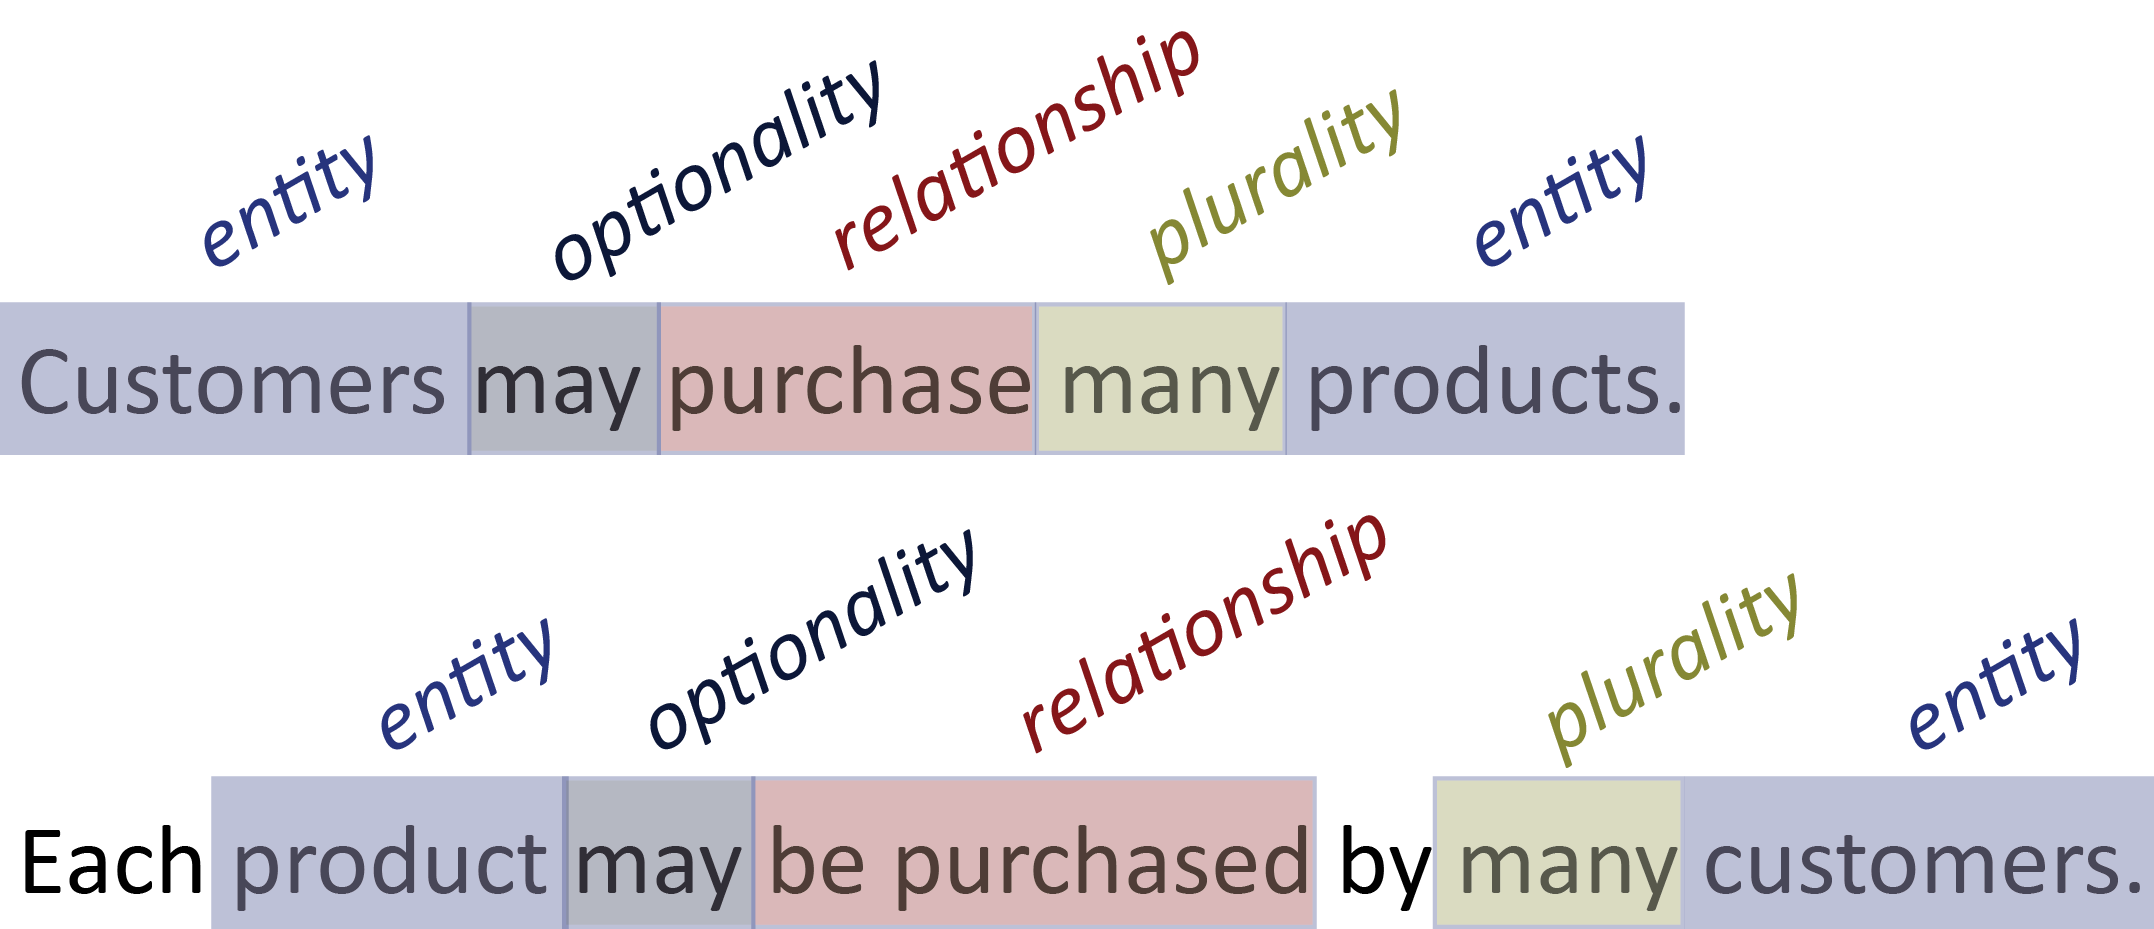 entity optionality relationship plurality entity
Customers may purchase many products.
entity optionality relationship plurality entity
Each product may be purchased by many customers.